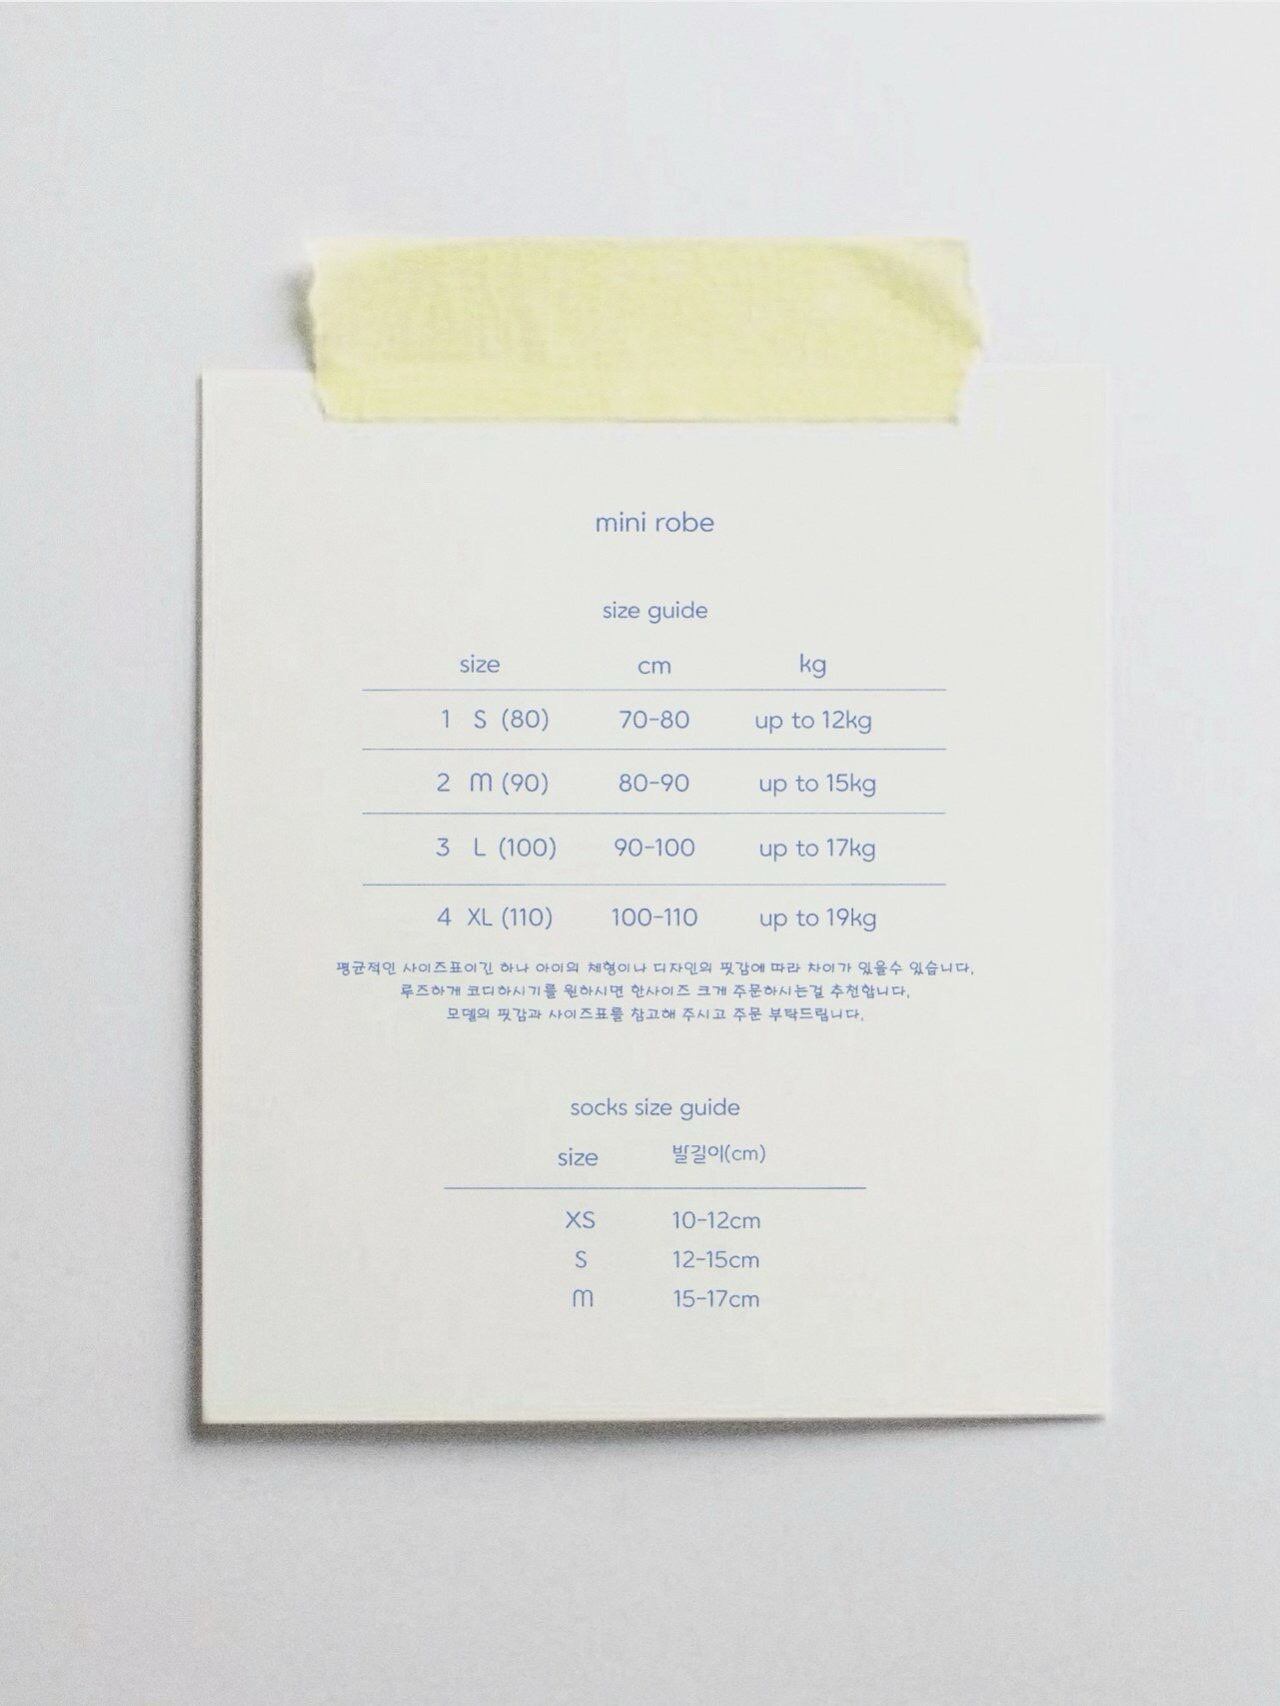 mini robe
size guide
size cm kg
1 S (80) 70-80 up to 12kg
2 M (90) 80-90 up to 15kg
3 L (100) 90-100 up to 17kg
4 XL (110) 100-110 up to 19kg
평균적인 사이즈표이긴 하나 아이의 체형이나 디자인의 핏감에 따라 차이가 있을수 있습니다.
루즈하게 코디하시기를 원하시면 한사이즈 크게 주문하시는걸 추천합니다.
모델의 핏감과 사이즈표를 참고해 주시고 주문 부탁드립니다.
socks size guide
size 발길이(cm)
XS 10-12cm
S 12-15cm
M 15-17cm